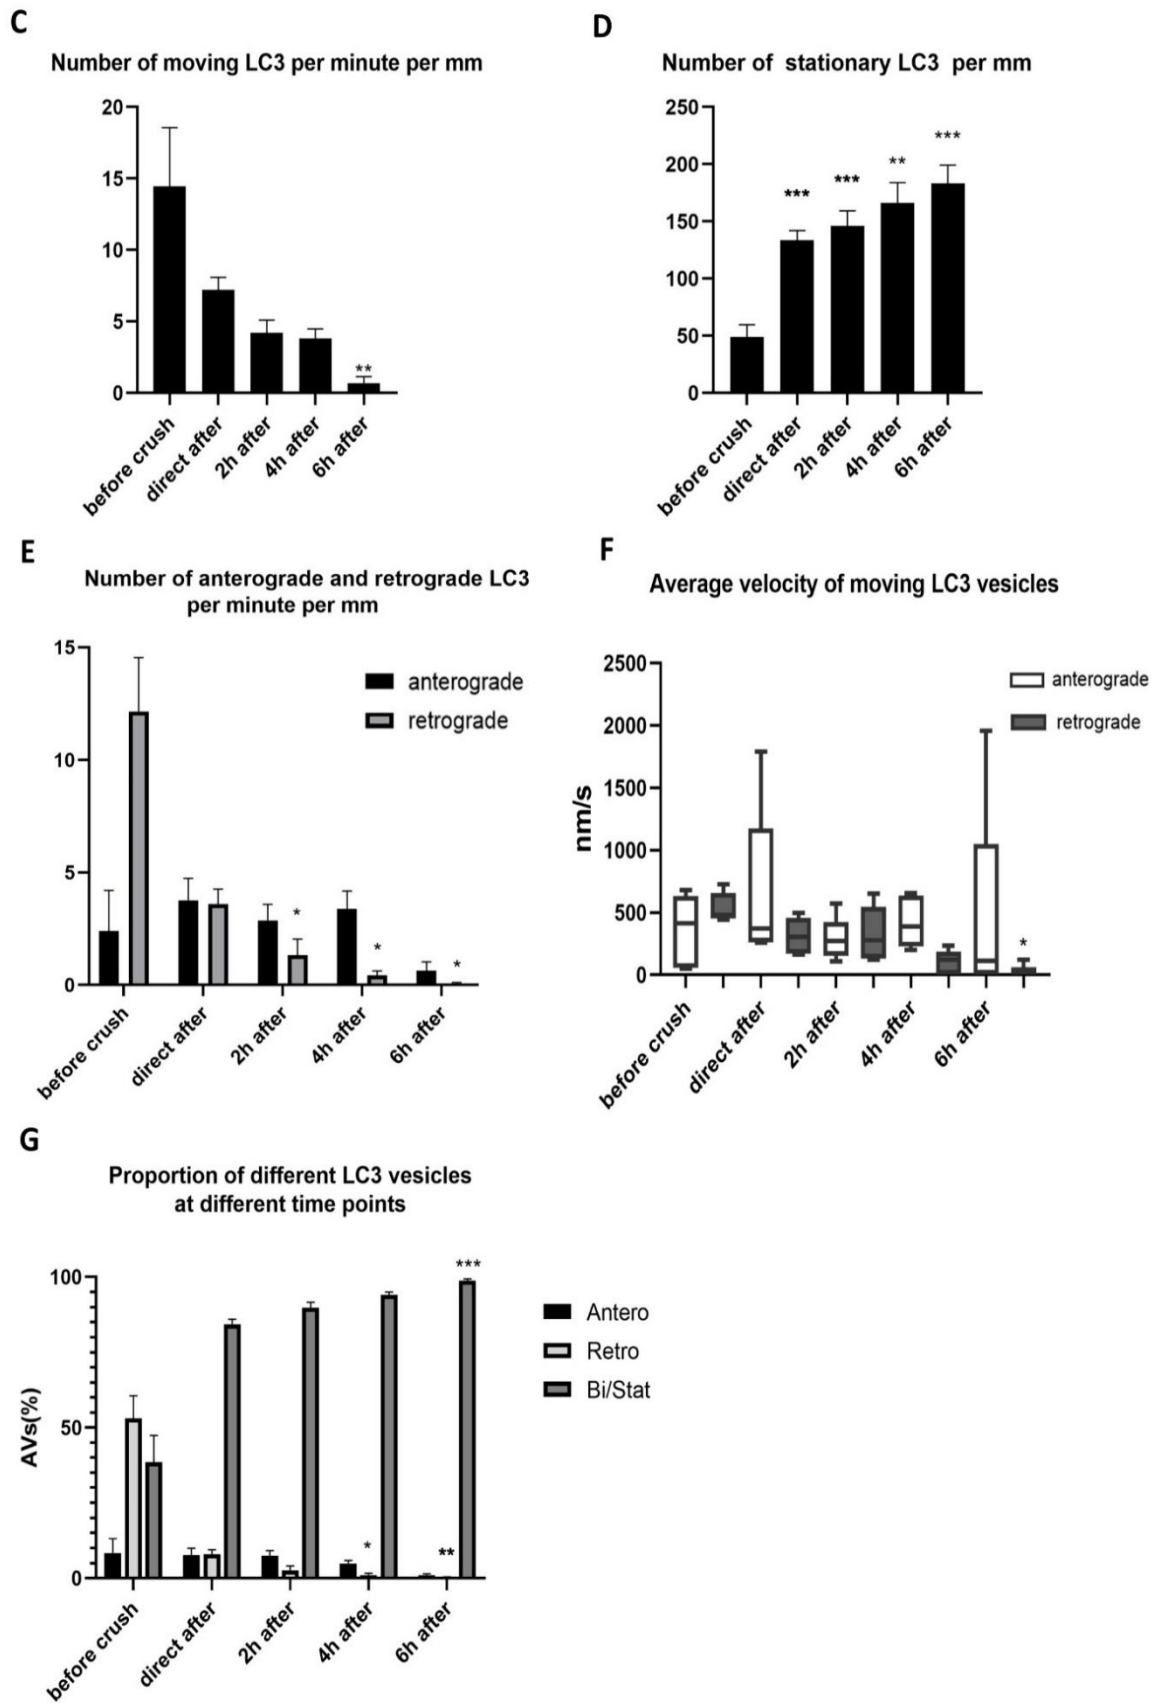 C
Number of moving LC3 per minute per mm
20
15
10
5
0
**
before crush
direct after
2h after
4h after
6h after
D
Number of stationary LC3 per mm
250
200
150
100
50
0
***
***
**
***
before crush
direct after
2h after
4h after
6h after
E
Number of anterograde and retrograde LC3
per minute per mm
15
10
5
0
anterograde
retrograde
*
*
*
before crush
direct after
2h after
4h after
6h after
F
Average velocity of moving LC3 vesicles
nm/s
2500
2000
1500
1000
500
0
anterograde
retrograde
*
before crush
direct after
2h after
4h after
6h after
G
Proportion of different LC3 vesicles
at different time points
AVs(%)
100
50
0
*
**
***
Antero
Retro
Bi/Stat
before crush
direct after
2h after
4h after
6h after